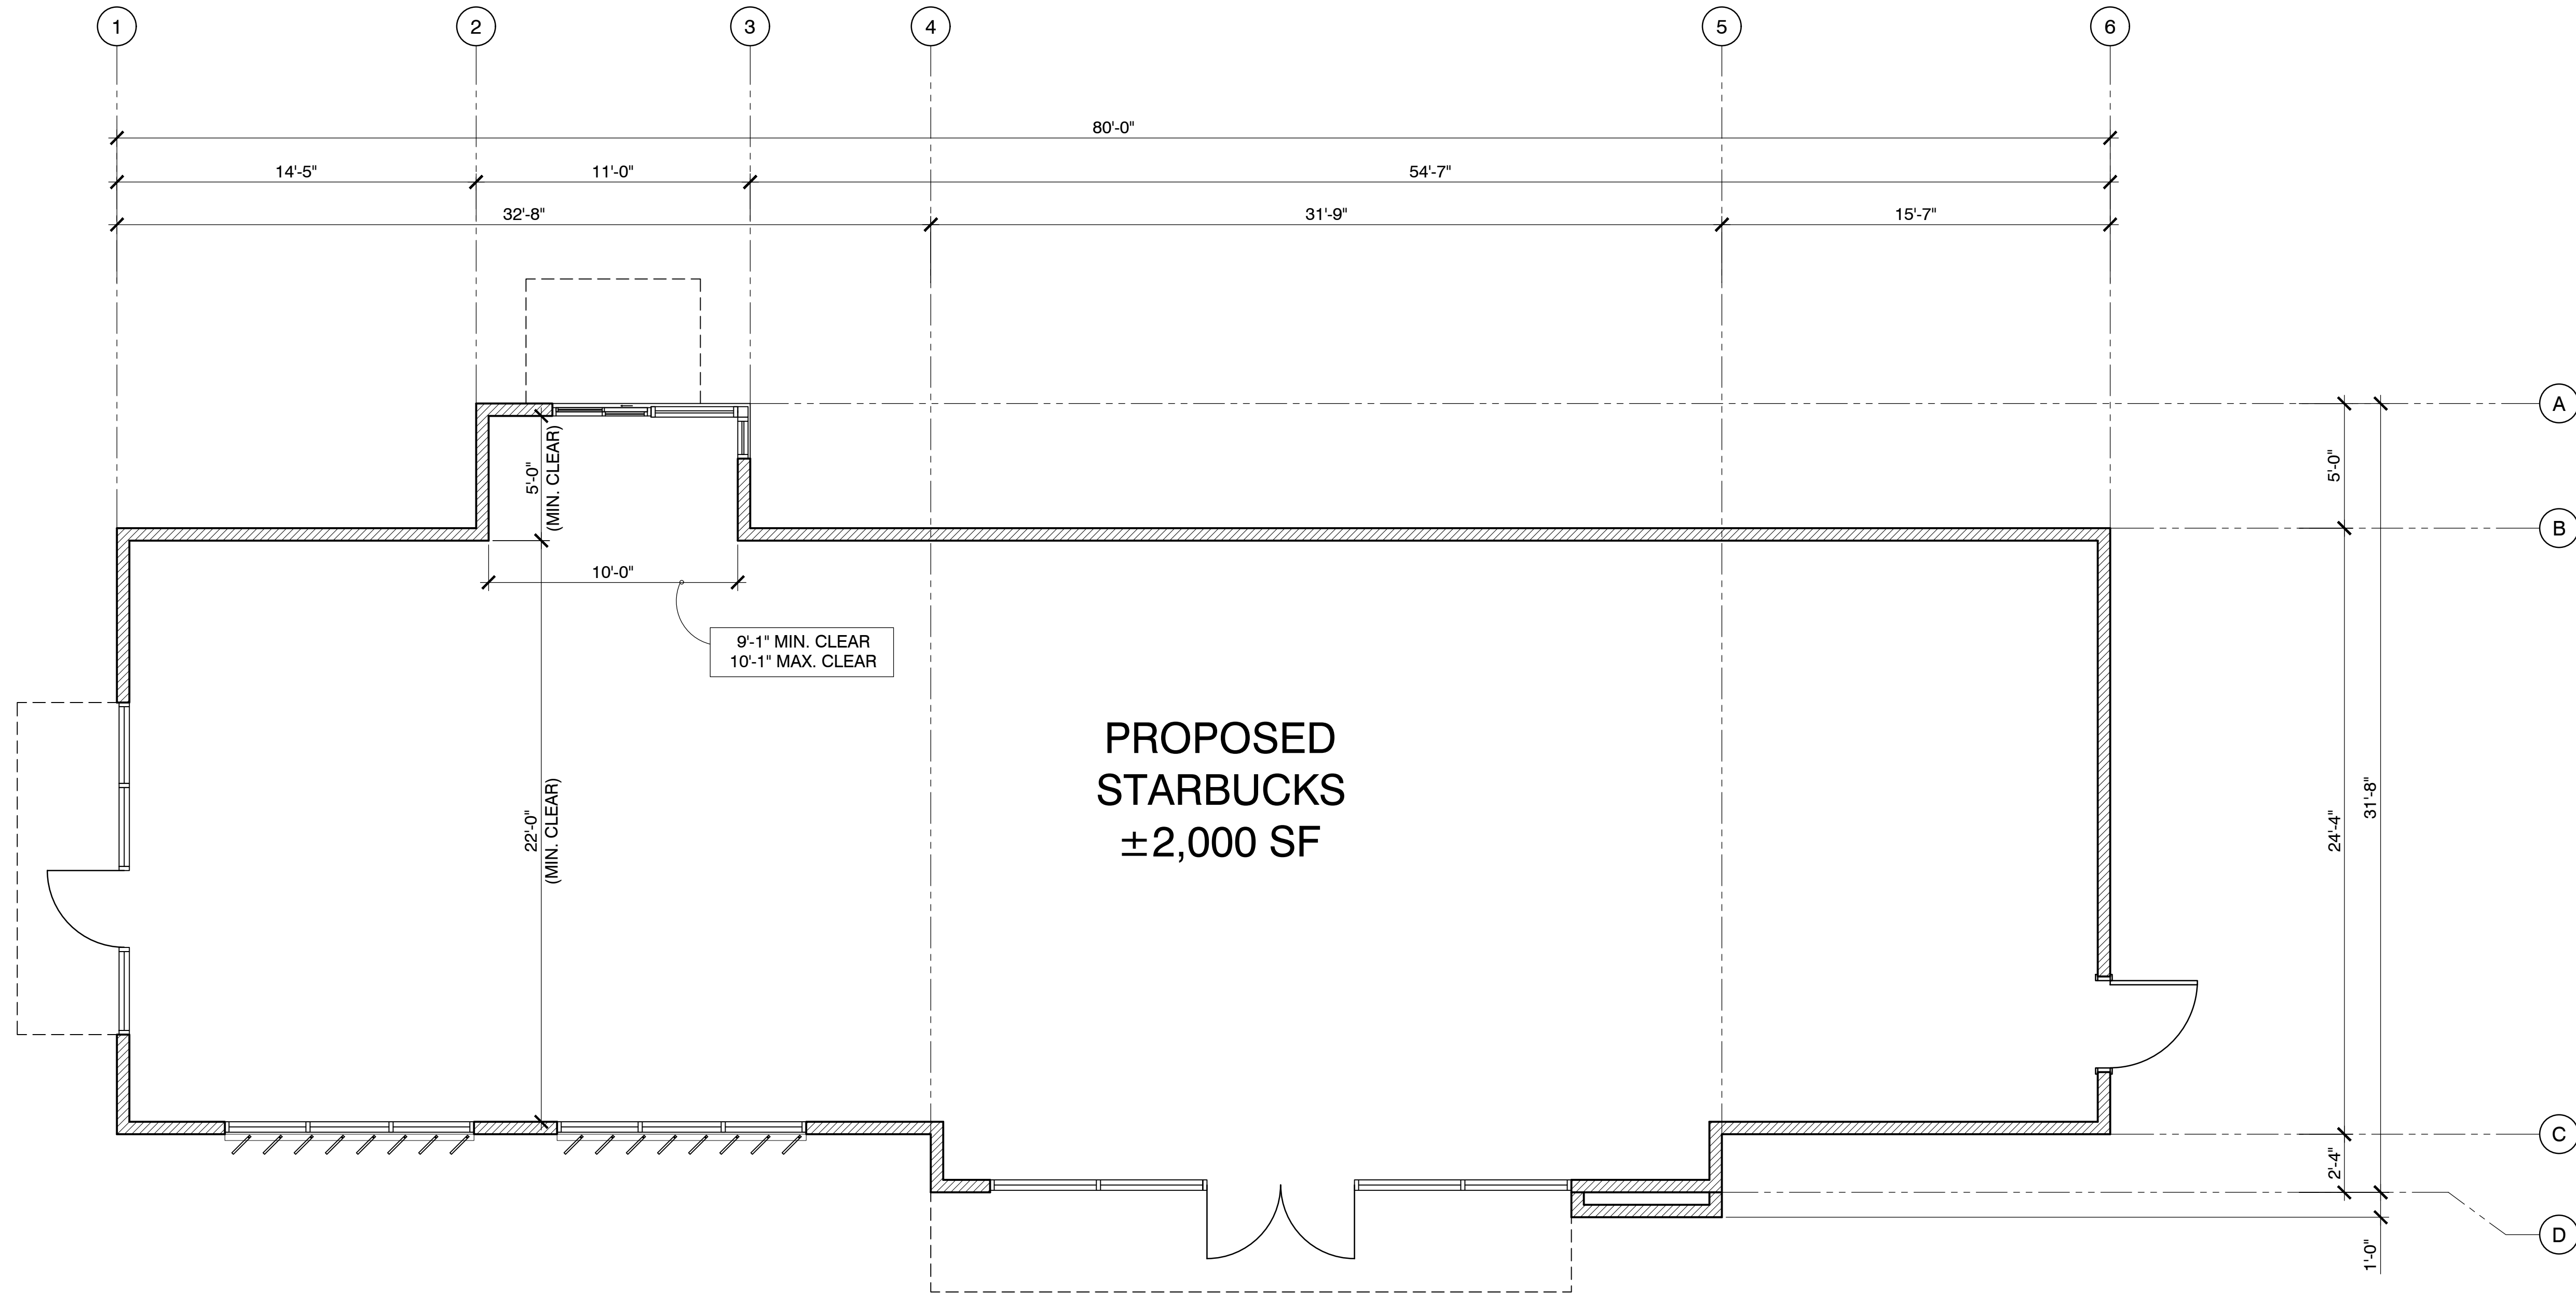 1
2
3
4
5
6
80'-0"
14'-5"
11'-0"
54'-7"
32'-8"
31'-9"
15'-7"
A
5'-0"
(MIN. CLEAR)
5'-0"
B
10'-0"
9'-1" MIN. CLEAR
10'-1" MAX. CLEAR
PROPOSED
STARBUCKS
±2,000 SF
22'-0"
(MIN. CLEAR)
24'-4"
31'-8"
C
2'-4"
D
1'-0"